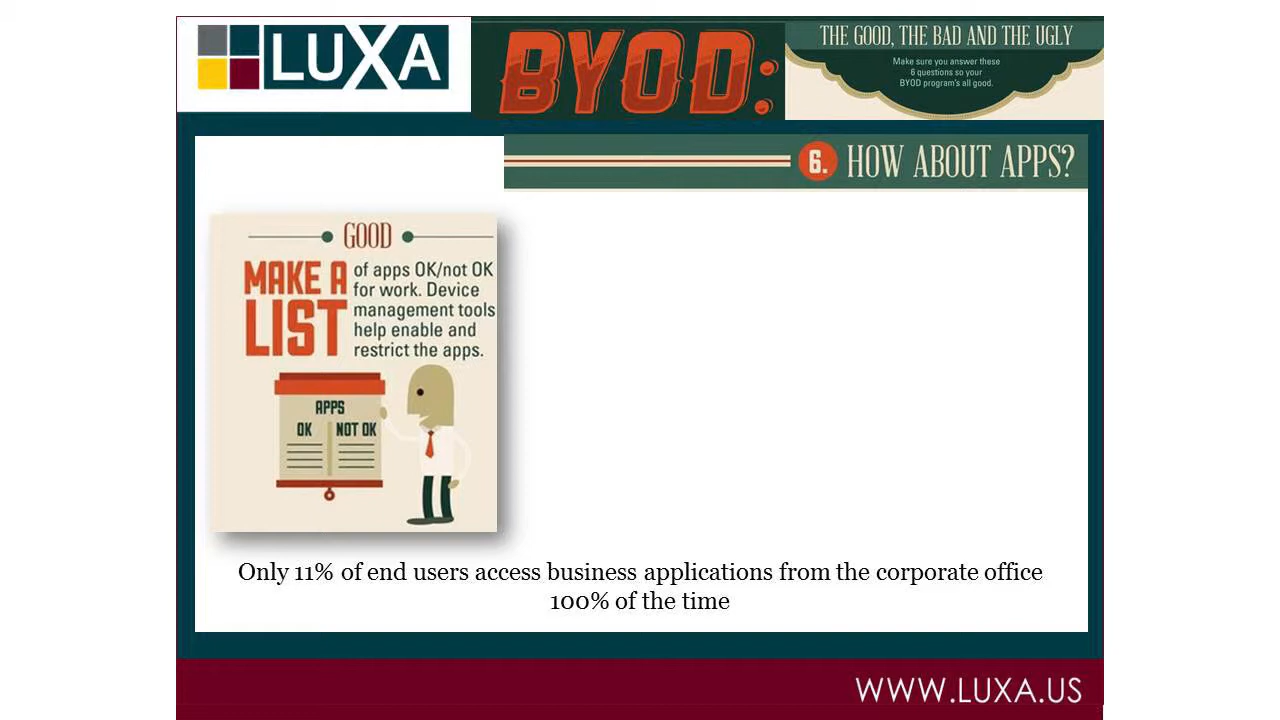 LUXA
BYOD:
THE GOOD, THE BAD AND THE UGLY
Make sure you answer these
6 questions so your
BYOD program's all good.
6. HOW ABOUT APPS?
GOOD
MAKE A LIST
of apps OK/not OK
for work. Device
management tools
help enable and
restrict the apps.
APPS
OK NOT OK
Only 11% of end users access business applications from the corporate office
100% of the time
WWW.LUXA.US